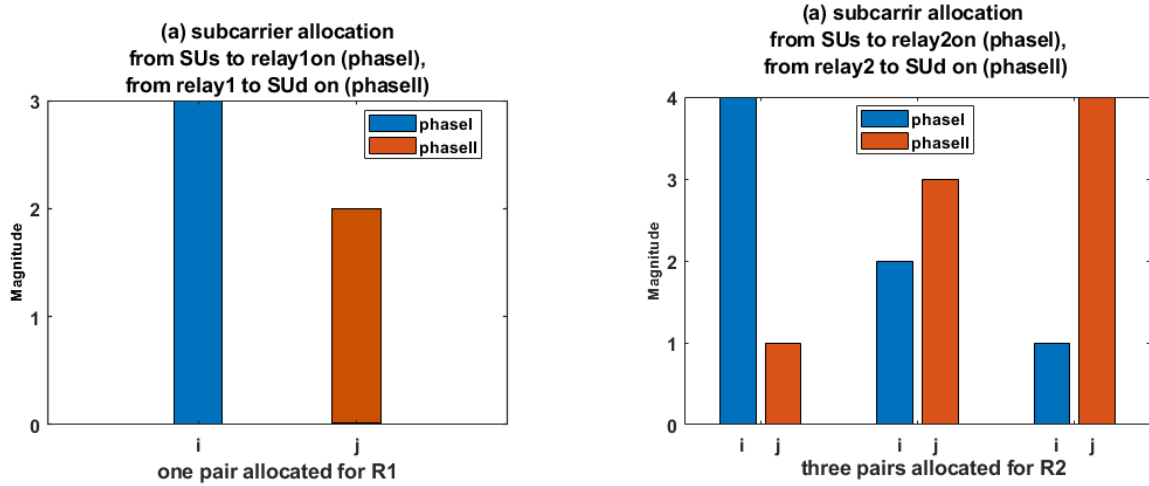 (a) subcarrier allocation
from SUs to relay1on (phaseI),
from relay1 to SUd on (phaseII)
3
2
1
0
Magnitude
phaseI
phaseII
i
j
one pair allocated for R1
(a) subcarrir allocation
from SUs to relay2on (phaseI),
from relay2 to SUd on (phaseII)
4
3
2
1
0
Magnitude
phaseI
phaseII
i j i j i j
three pairs allocated for R2